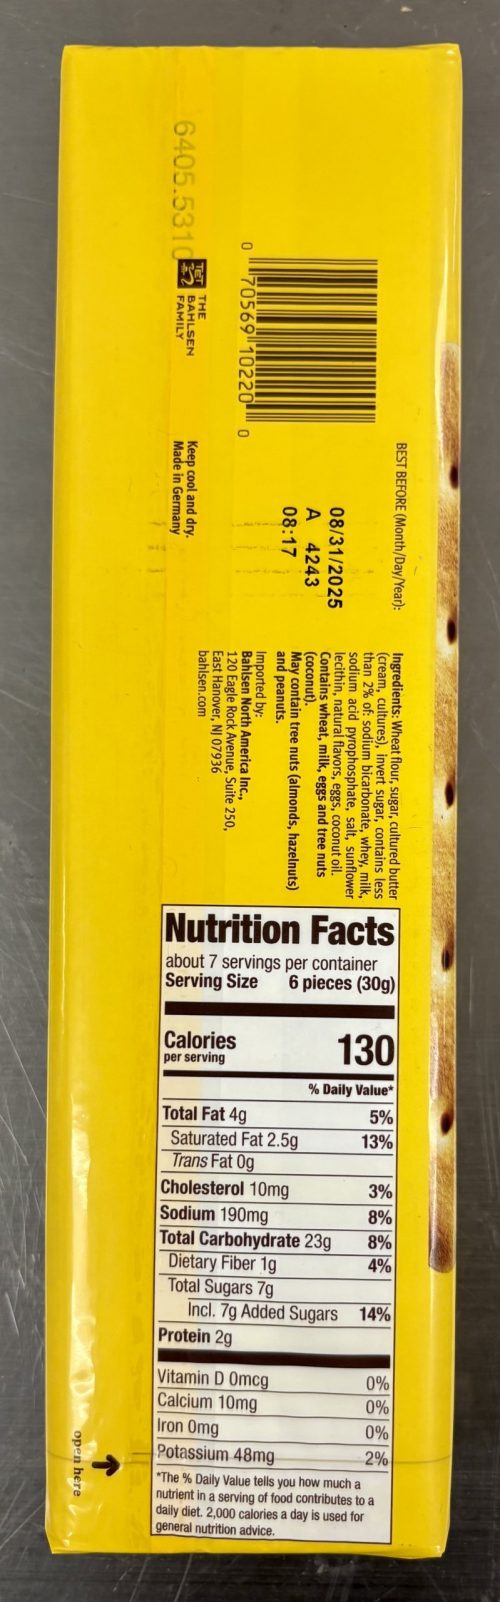 6405.5310
TET
THE
BAHLSEN
FAMILY
Keep cool and dry.
Made in Germany
0 70569 10220 0
BEST BEFORE (Month/Day/Year):
08/31/2025
A 4243
08:17
Ingredients: Wheat flour, sugar, cultured butter
(cream, cultures), invert sugar, contains less
than 2% of: sodium bicarbonate, whey, milk,
sodium acid pyrophosphate, salt, sunflower
lecithin, natural flavors, eggs, coconut oil.
Contains wheat, milk, eggs and tree nuts
(coconut).
May contain tree nuts (almonds, hazelnuts)
and peanuts.
Imported by:
Bahlsen North America Inc.,
120 Eagle Rock Avenue, Suite 250,
East Hanover, NJ 07936
bahlsen.com
Nutrition Facts
about 7 servings per container
Serving Size 6 pieces (30g)
Calories 130
per serving
% Daily Value*
Total Fat 4g 5%
Saturated Fat 2.5g 13%
Trans Fat 0g
Cholesterol 10mg 3%
Sodium 190mg 8%
Total Carbohydrate 23g 8%
Dietary Fiber 1g 4%
Total Sugars 7g
Incl. 7g Added Sugars 14%
Protein 2g
Vitamin D 0mcg 0%
Calcium 10mg 0%
Iron 0mg 0%
Potassium 48mg 2%
*The % Daily Value tells you how much a
nutrient in a serving of food contributes to a
daily diet. 2,000 calories a day is used for
general nutrition advice.
open here